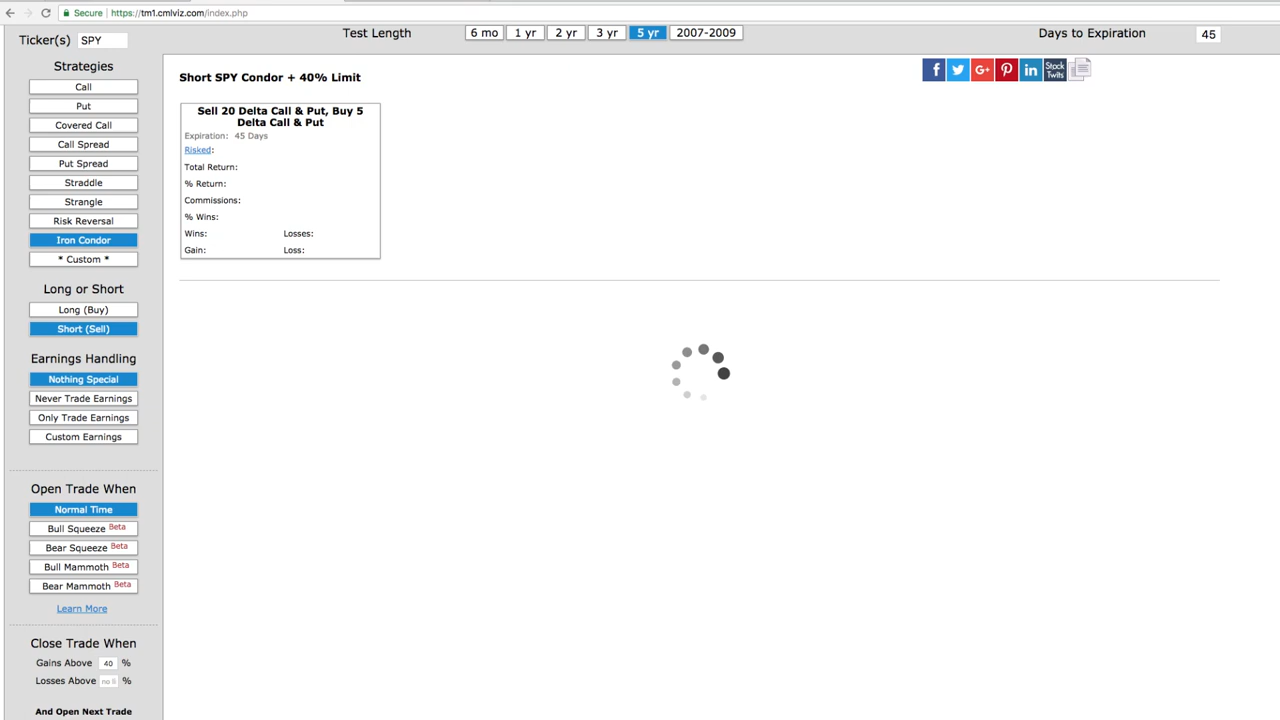 Secure https://tm1.cmlviz.com/index.php
Ticker(s) SPY
Test Length 6 mo 1 yr 2 yr 3 yr 5 yr 2007-2009
Days to Expiration 45
Strategies
Call
Put
Covered Call
Call Spread
Put Spread
Straddle
Strangle
Risk Reversal
Iron Condor
* Custom *
Long or Short
Long (Buy)
Short (Sell)
Earnings Handling
Nothing Special
Never Trade Earnings
Only Trade Earnings
Custom Earnings
Open Trade When
Normal Time
Bull Squeeze Beta
Bear Squeeze Beta
Bull Mammoth Beta
Bear Mammoth Beta
Learn More
Close Trade When
Gains Above 40 %
Losses Above no li %
And Open Next Trade
Short SPY Condor + 40% Limit
f G+ in Stock
Twits
Sell 20 Delta Call & Put, Buy 5
Delta Call & Put
Expiration: 45 Days
Risked:
Total Return:
% Return:
Commissions:
% Wins:
Wins: Losses:
Gain: Loss: